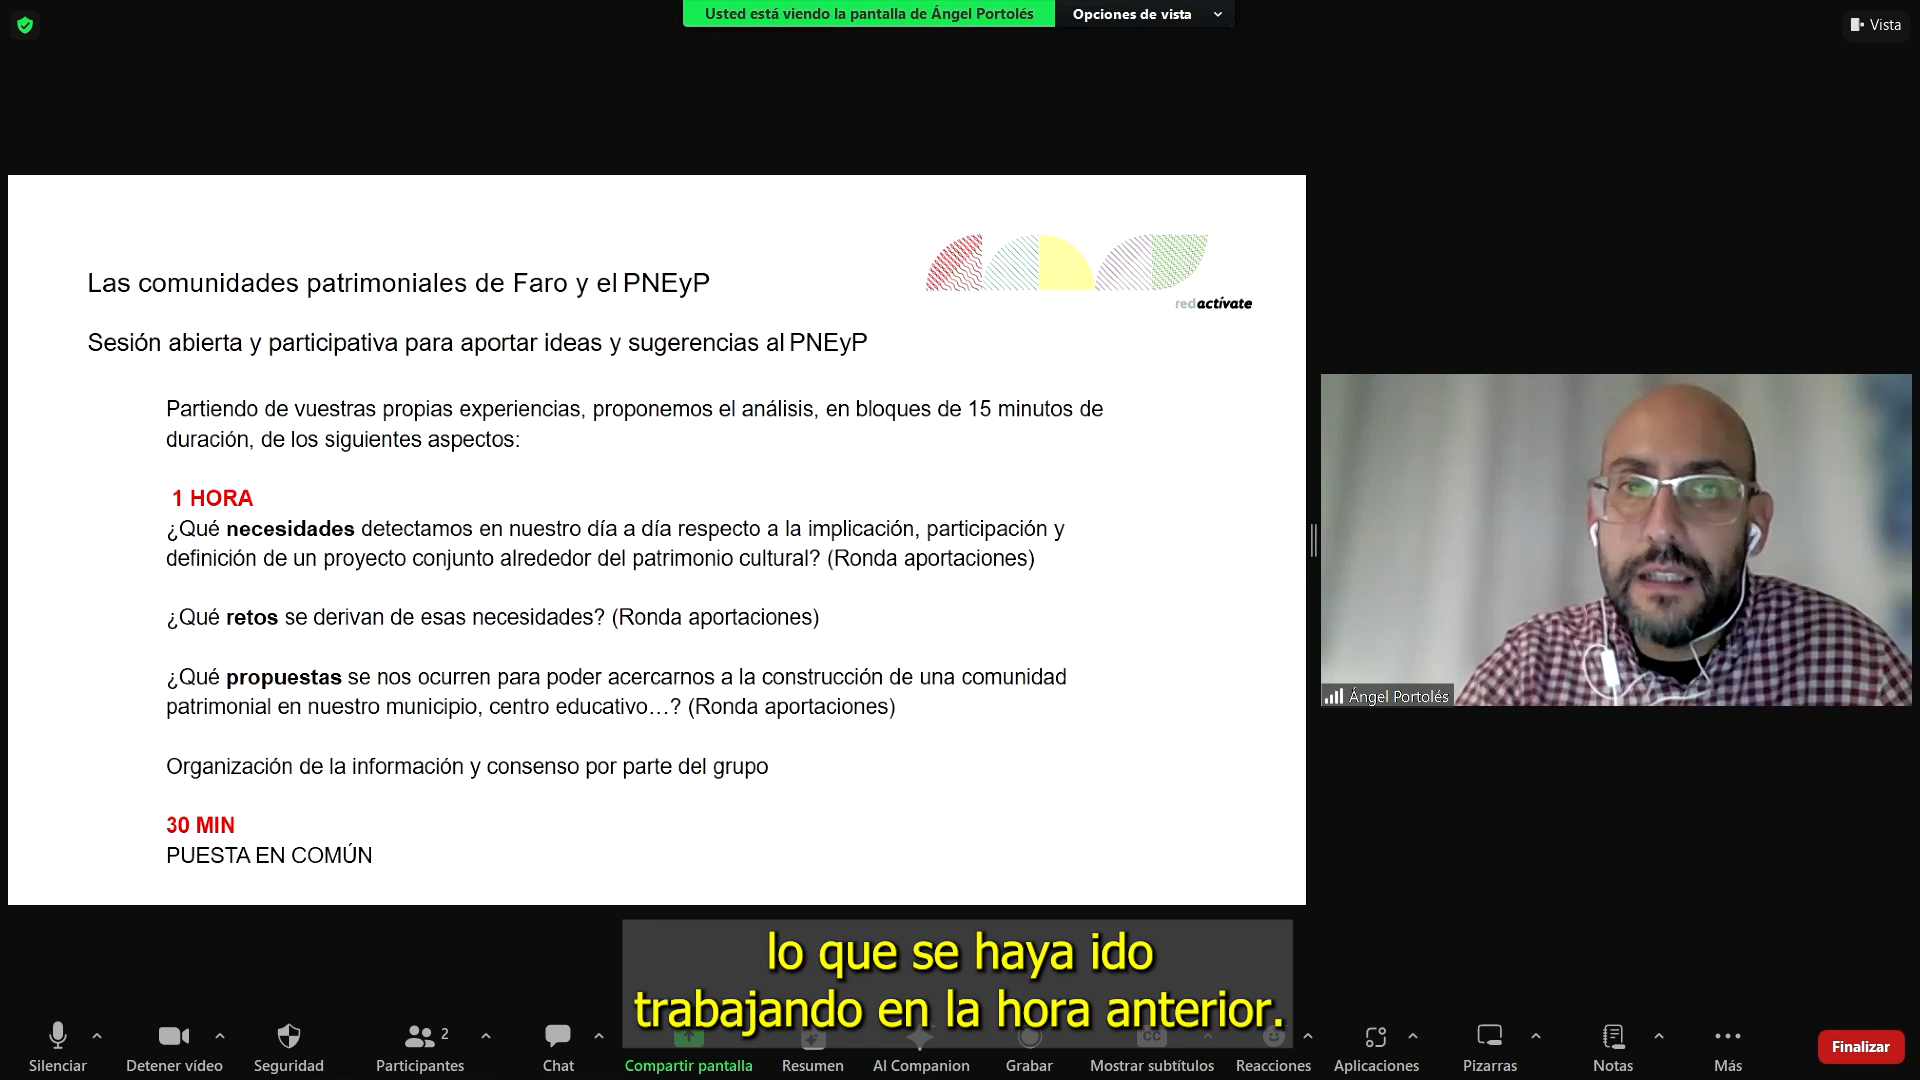 Usted está viendo la pantalla de Ángel Portolés
Opciones de vista
Vista
redactívate
Las comunidades patrimoniales de Faro y el PNEyP
Sesión abierta y participativa para aportar ideas y sugerencias al PNEyP
Partiendo de vuestras propias experiencias, proponemos el análisis, en bloques de 15 minutos de
duración, de los siguientes aspectos:
1 HORA
¿Qué necesidades detectamos en nuestro día a día respecto a la implicación, participación y
definición de un proyecto conjunto alrededor del patrimonio cultural? (Ronda aportaciones)
¿Qué retos se derivan de esas necesidades? (Ronda aportaciones)
¿Qué propuestas se nos ocurren para poder acercarnos a la construcción de una comunidad
patrimonial en nuestro municipio, centro educativo…? (Ronda aportaciones)
Organización de la información y consenso por parte del grupo
30 MIN
PUESTA EN COMÚN
Ángel Portolés
lo que se haya ido
trabajando en la hora anterior.
2
CC
Silenciar
Detener vídeo
Seguridad
Participantes
Chat
Compartir pantalla
Resumen
AI Companion
Grabar
Mostrar subtítulos
Reacciones
Aplicaciones
Pizarras
Notas
Más
Finalizar